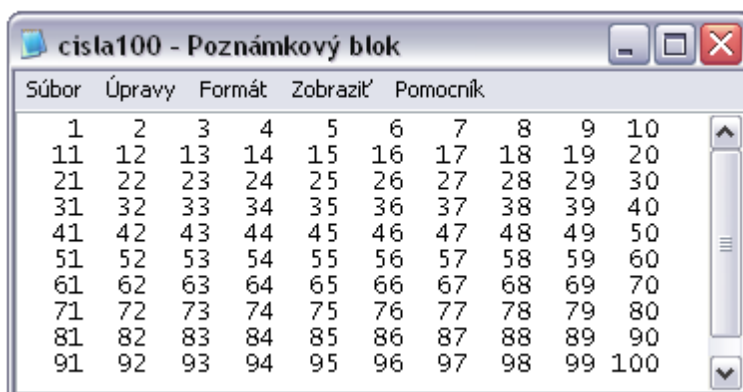 cisla100 - Poznámkový blok
Súbor Úpravy Formát Zobraziť Pomocník
1 2 3 4 5 6 7 8 9 10
11 12 13 14 15 16 17 18 19 20
21 22 23 24 25 26 27 28 29 30
31 32 33 34 35 36 37 38 39 40
41 42 43 44 45 46 47 48 49 50
51 52 53 54 55 56 57 58 59 60
61 62 63 64 65 66 67 68 69 70
71 72 73 74 75 76 77 78 79 80
81 82 83 84 85 86 87 88 89 90
91 92 93 94 95 96 97 98 99 100